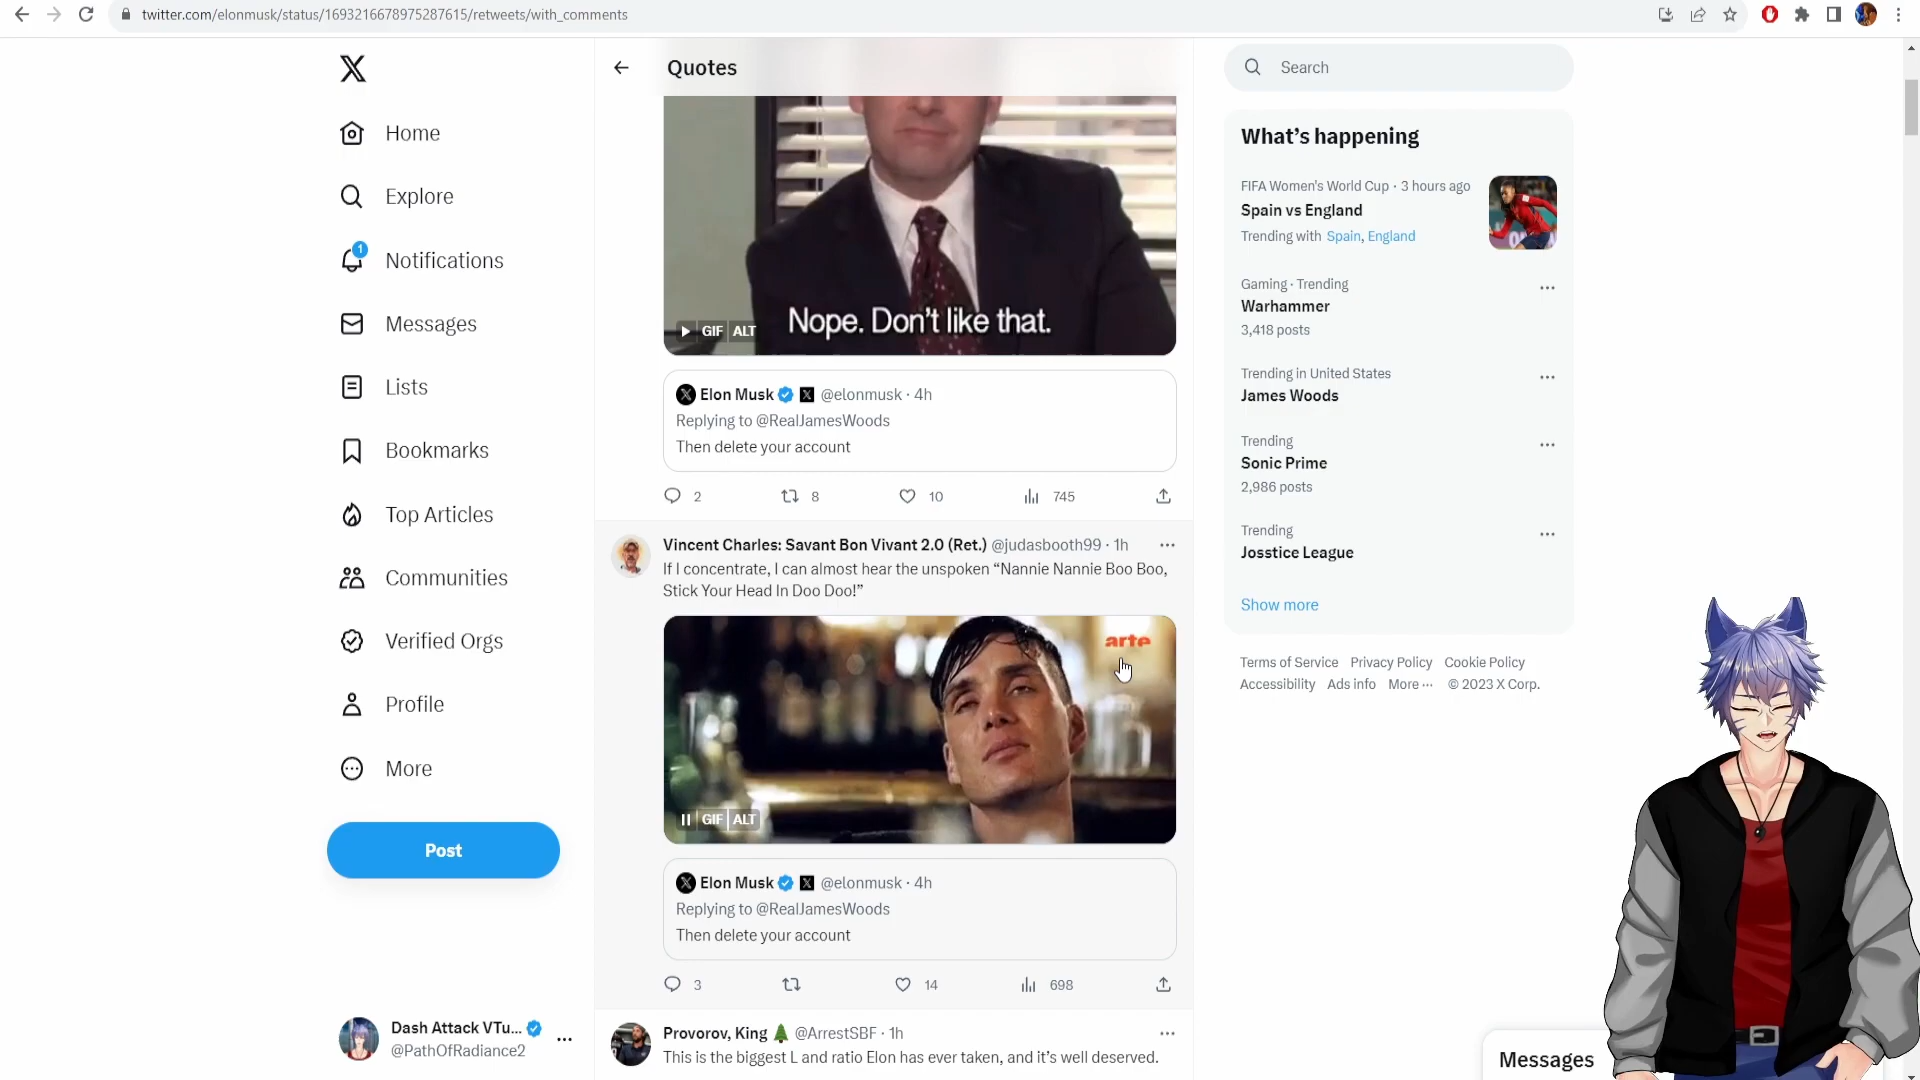 twitter.com/elonmusk/status/1693216678975287615/retweets/with_comments
Home
Explore
1
Notifications
Messages
Lists
Bookmarks
Top Articles
Communities
Verified Orgs
Profile
More
Post
Dash Attack VTu...
@PathOfRadiance2
Quotes
Nope. Don't like that.
GIF ALT
Elon Musk @elonmusk · 4h
Replying to @RealJamesWoods
Then delete your account
2 8 10 745
Vincent Charles: Savant Bon Vivant 2.0 (Ret.) @judasbooth99 · 1h
If I concentrate, I can almost hear the unspoken “Nannie Nannie Boo Boo,
Stick Your Head In Doo Doo!”
arte
GIF ALT
Elon Musk @elonmusk · 4h
Replying to @RealJamesWoods
Then delete your account
3 14 698
Provorov, King @ArrestSBF · 1h
This is the biggest L and ratio Elon has ever taken, and it’s well deserved.
Search
What’s happening
FIFA Women’s World Cup · 3 hours ago
Spain vs England
Trending with Spain, England
Gaming · Trending
Warhammer
3,418 posts
Trending in United States
James Woods
Trending
Sonic Prime
2,986 posts
Trending
Josstice League
Show more
Terms of Service Privacy Policy Cookie Policy
Accessibility Ads info More ··· © 2023 X Corp.
Messages